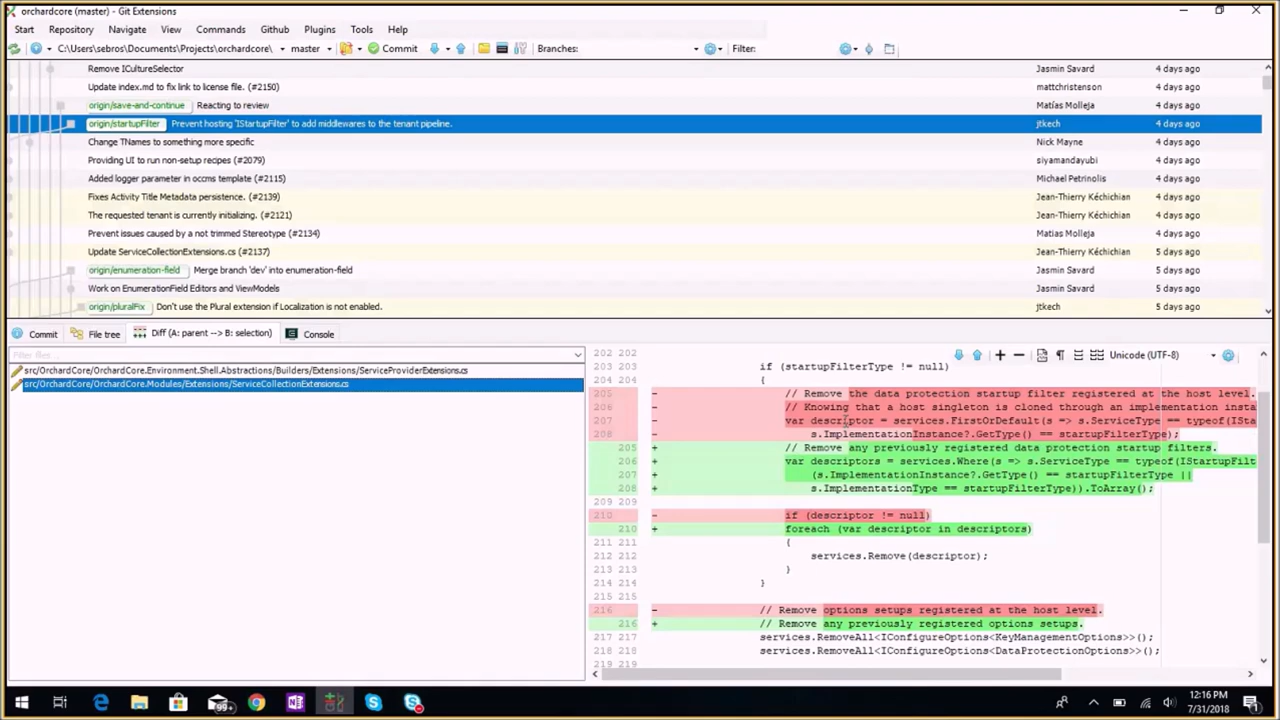 orchardcore (master) - Git Extensions
Start Repository Navigate View Commands Github Plugins Tools Help
C:\Users\sebros\Documents\Projects\orchardcore\ master Commit Branches: Filter:
Remove ICultureSelector Jasmin Savard 4 days ago
Update index.md to fix link to license file. (#2150) mattchristenson 4 days ago
origin/save-and-continue Reacting to review Matías Molleja 4 days ago
origin/startupFilter Prevent hosting 'IStartupFilter' to add middlewares to the tenant pipeline. jtkech 4 days ago
Change TNames to something more specific Nick Mayne 4 days ago
Providing UI to run non-setup recipes (#2079) siyamandayubi 4 days ago
Added logger parameter in occms template (#2115) Michael Petrinolis 4 days ago
Fixes Activity Title Metadata persistence. (#2139) Jean-Thierry Kéchichian 4 days ago
The requested tenant is currently initializing. (#2121) Jean-Thierry Kéchichian 4 days ago
Prevent issues caused by a not trimmed Stereotype (#2134) Matias Molleja 4 days ago
Update ServiceCollectionExtensions.cs (#2137) Jean-Thierry Kéchichian 5 days ago
origin/enumeration-field Merge branch 'dev' into enumeration-field Jasmin Savard 5 days ago
Work on EnumerationField Editors and ViewModels Jasmin Savard 5 days ago
origin/pluralFix Don't use the Plural extension if Localization is not enabled. jtkech 5 days ago
Commit File tree Diff (A: parent --> B: selection) Console
Filter files...
Unicode (UTF-8)
src/OrchardCore/OrchardCore.Environment.Shell.Abstractions/Builders/Extensions/ServiceProviderExtensions.cs
src/OrchardCore/OrchardCore.Modules/Extensions/ServiceCollectionExtensions.cs
202 202
203 203 if (startupFilterType != null)
204 204 {
205 - // Remove the data protection startup filter registered at the host level.
206 - // Knowing that a host singleton is cloned through an implementation insta
207 - var descriptor = services.FirstOrDefault(s => s.ServiceType == typeof(ISta
208 - s.ImplementationInstance?.GetType() == startupFilterType);
205 + // Remove any previously registered data protection startup filters.
206 + var descriptors = services.Where(s => s.ServiceType == typeof(IStartupFilt
207 + (s.ImplementationInstance?.GetType() == startupFilterType ||
208 + s.ImplementationType == startupFilterType)).ToArray();
209 209
210 - if (descriptor != null)
210 + foreach (var descriptor in descriptors)
211 211 {
212 212 services.Remove(descriptor);
213 213 }
214 214 }
215 215
216 - // Remove options setups registered at the host level.
216 + // Remove any previously registered options setups.
217 217 services.RemoveAll<IConfigureOptions<KeyManagementOptions>>();
218 218 services.RemoveAll<IConfigureOptions<DataProtectionOptions>>();
219 219
99+
12:16 PM
7/31/2018